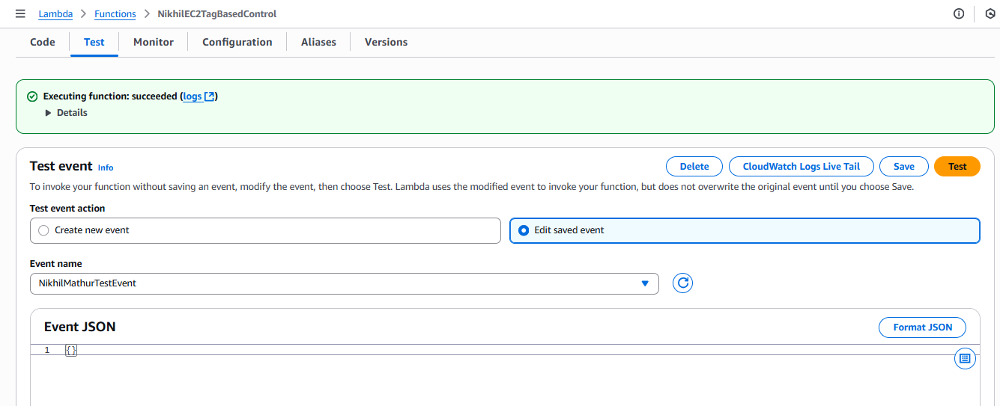 Lambda > Functions > NikhilEC2TagBasedControl
Code Test Monitor Configuration Aliases Versions
Executing function: succeeded (logs)
Details
Test event Info Delete CloudWatch Logs Live Tail Save Test
To invoke your function without saving an event, modify the event, then choose Test. Lambda uses the modified event to invoke your function, but does not overwrite the original event until you choose Save.
Test event action
Create new event Edit saved event
Event name
NikhilMathurTestEvent
Event JSON Format JSON
1 {}